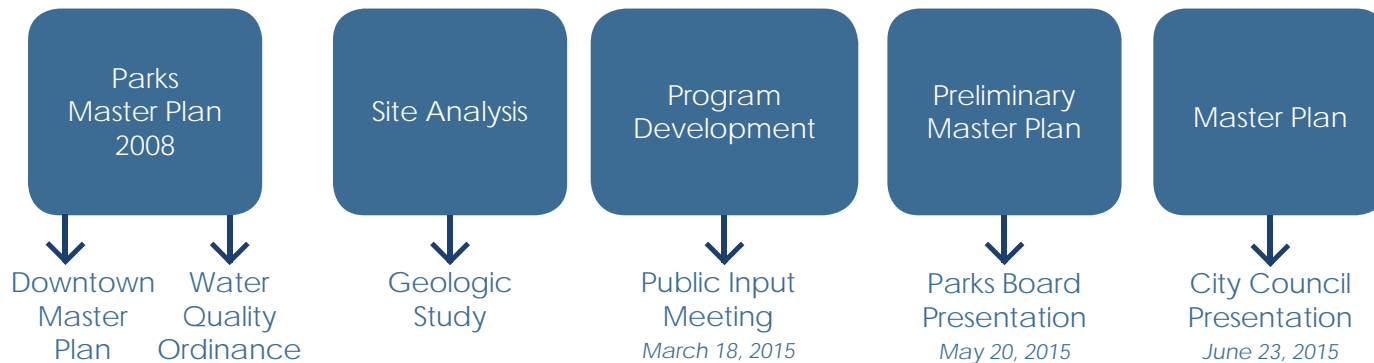 Parks
Master Plan
2008
Site Analysis
Program
Development
Preliminary
Master Plan
Master Plan
Downtown
Master
Plan
Water
Quality
Ordinance
Geologic
Study
Public Input
Meeting
March 18, 2015
Parks Board
Presentation
May 20, 2015
City Council
Presentation
June 23, 2015